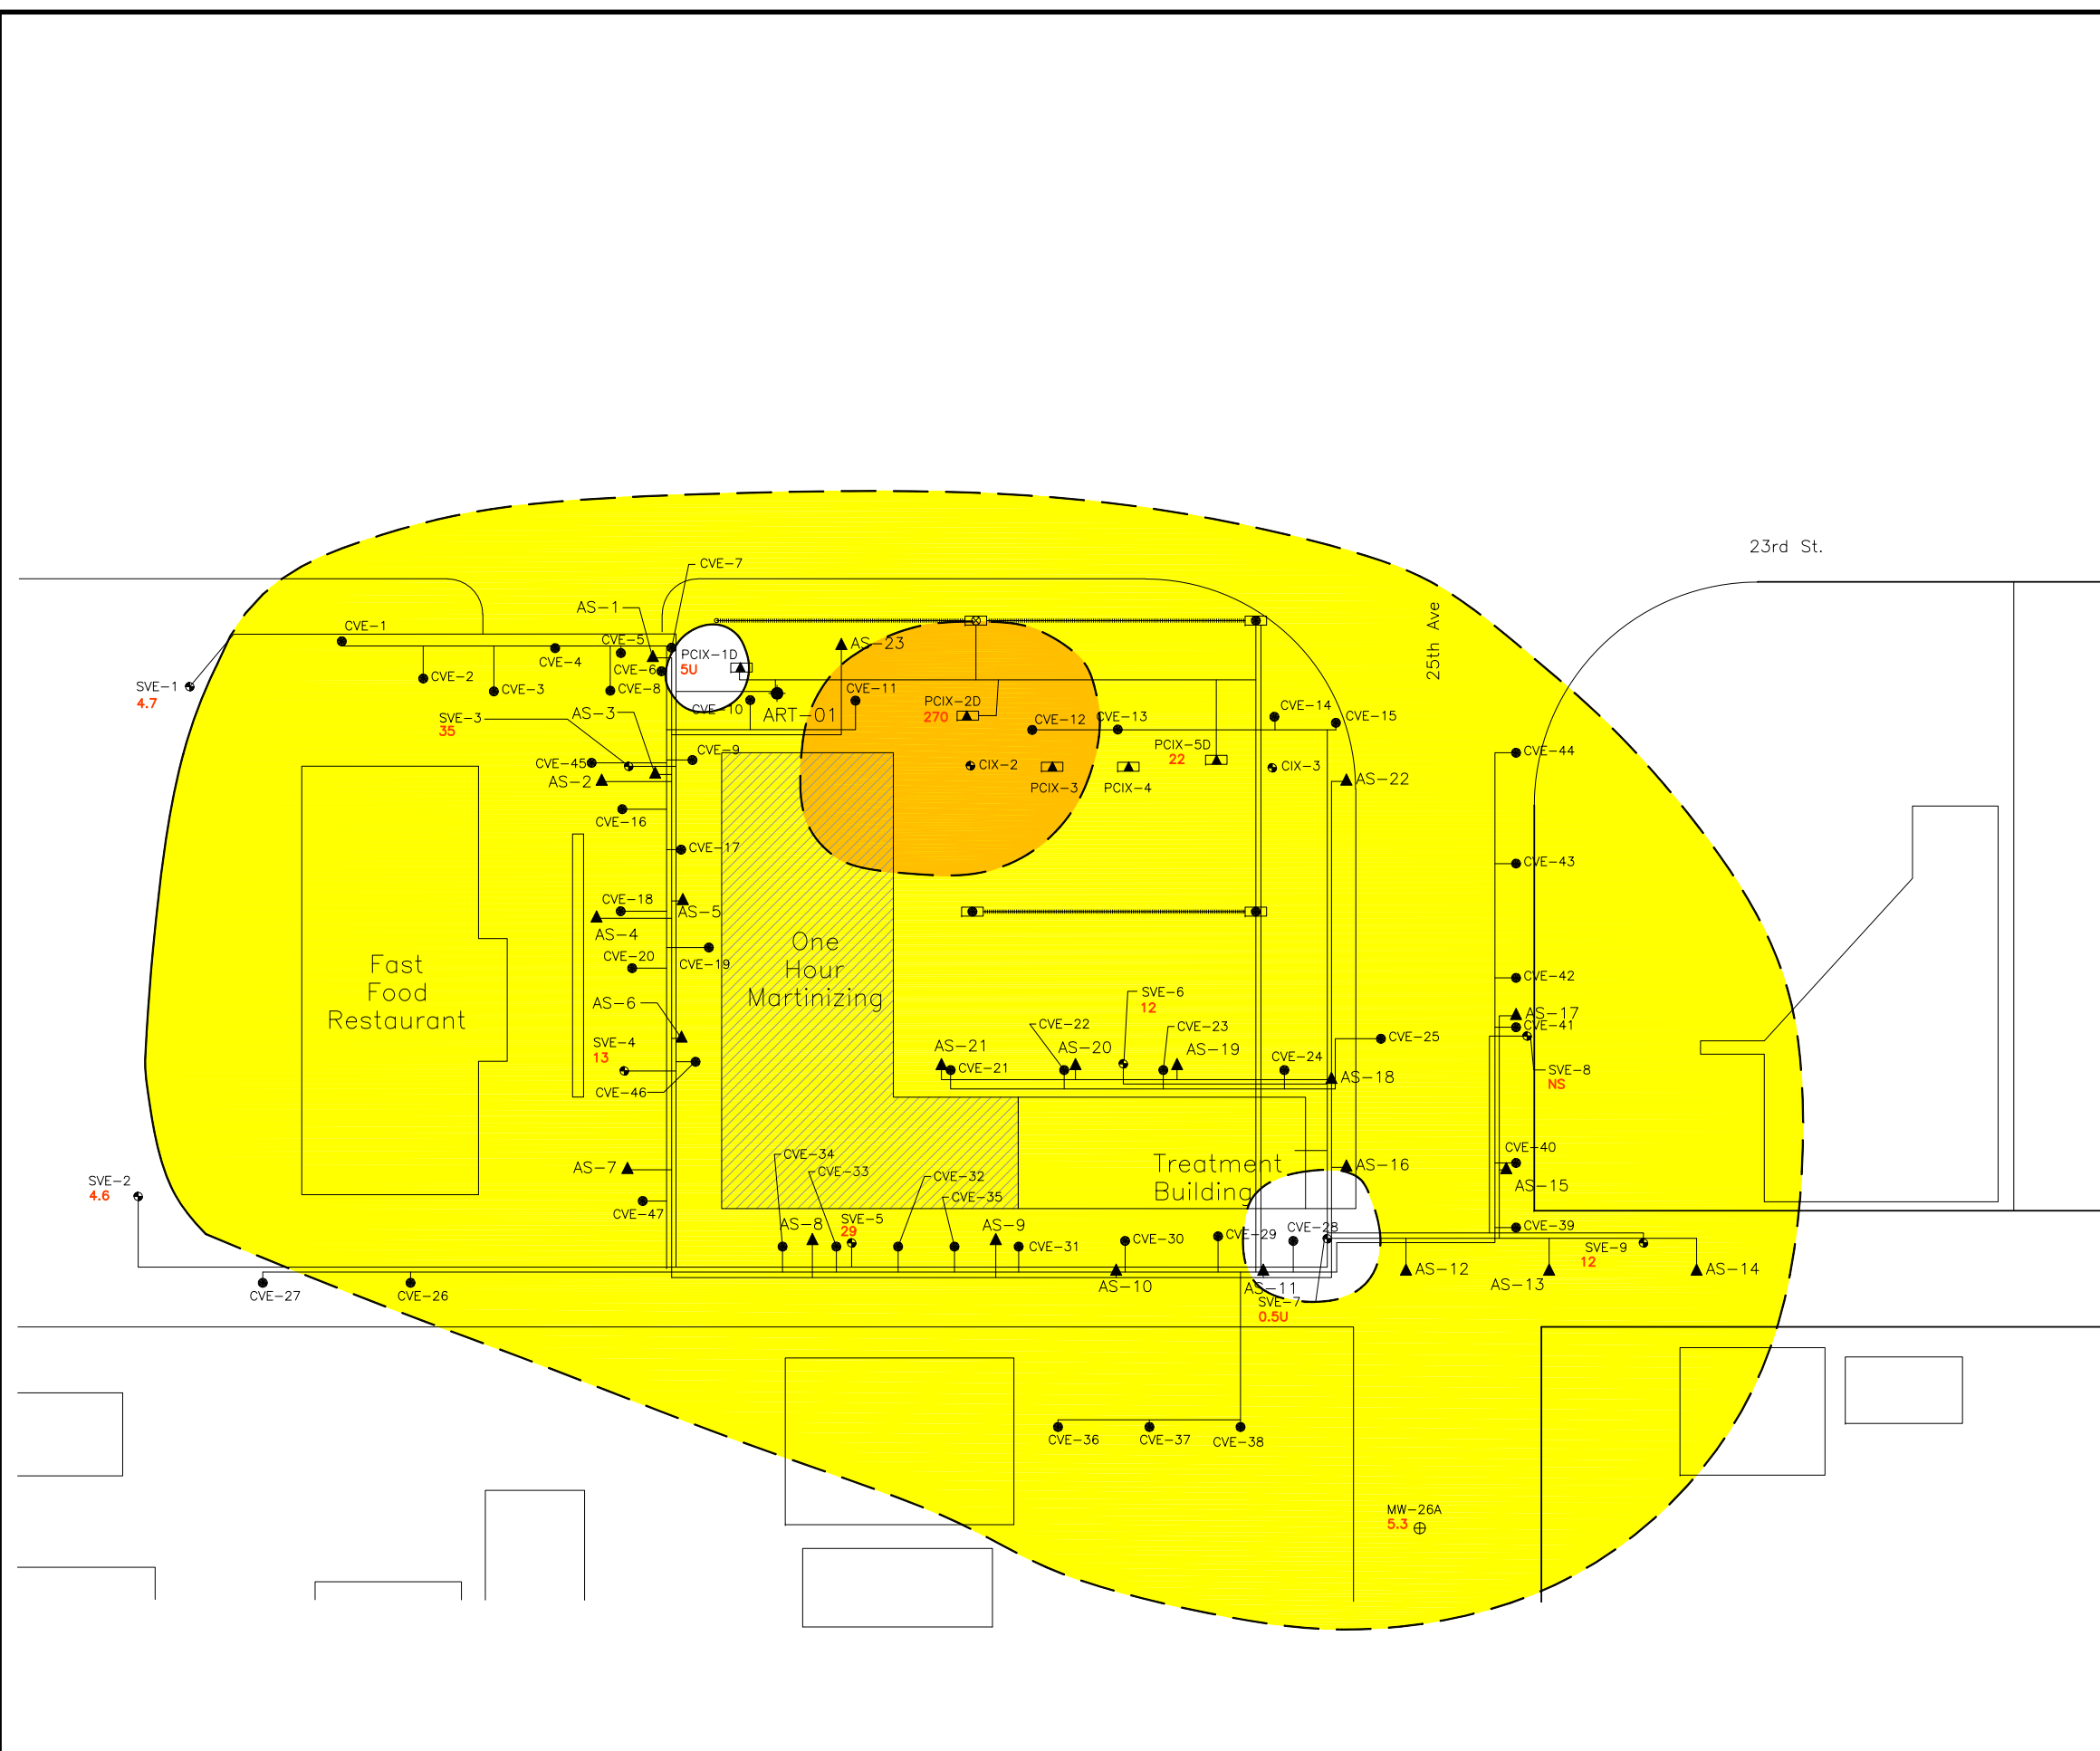 23rd St.
25th Ave
CVE-7
AS-1
CVE-1
CVE-5
CVE-4
CVE-6
PCIX-1D
5U
AS-23
CVE-2
CVE-3
CVE-8
SVE-1
4.7
SVE-3
35
AS-3
CVE-10
ART-01
CVE-11
PCIX-2D
270
CVE-12
CVE-13
CVE-14
CVE-15
PCIX-5D
22
CVE-45
CVE-9
AS-2
CIX-2
PCIX-3
PCIX-4
CIX-3
AS-22
CVE-44
CVE-16
CVE-17
CVE-43
CVE-18
AS-5
AS-4
CVE-20
CVE-19
Fast
Food
Restaurant
One
Hour
Martinizing
CVE-42
AS-6
SVE-6
12
AS-17
CVE-41
CVE-22
CVE-23
CVE-25
SVE-4
13
AS-21
AS-20
AS-19
CVE-24
CVE-21
AS-18
SVE-8
NS
CVE-46
CVE-34
CVE-33
CVE-32
CVE-35
Treatment
Building
AS-16
CVE-40
AS-15
AS-7
SVE-2
4.6
CVE-47
AS-8
SVE-5
29
AS-9
CVE-31
CVE-30
CVE-29
CVE-28
CVE-39
SVE-9
12
AS-12
AS-13
AS-14
CVE-27
CVE-26
AS-10
AS-11
SVE-7
0.5U
CVE-36
CVE-37
CVE-38
MW-26A
5.3